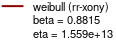 weibull (rr-xony)
beta = 0.8815
eta = 1.559e+13